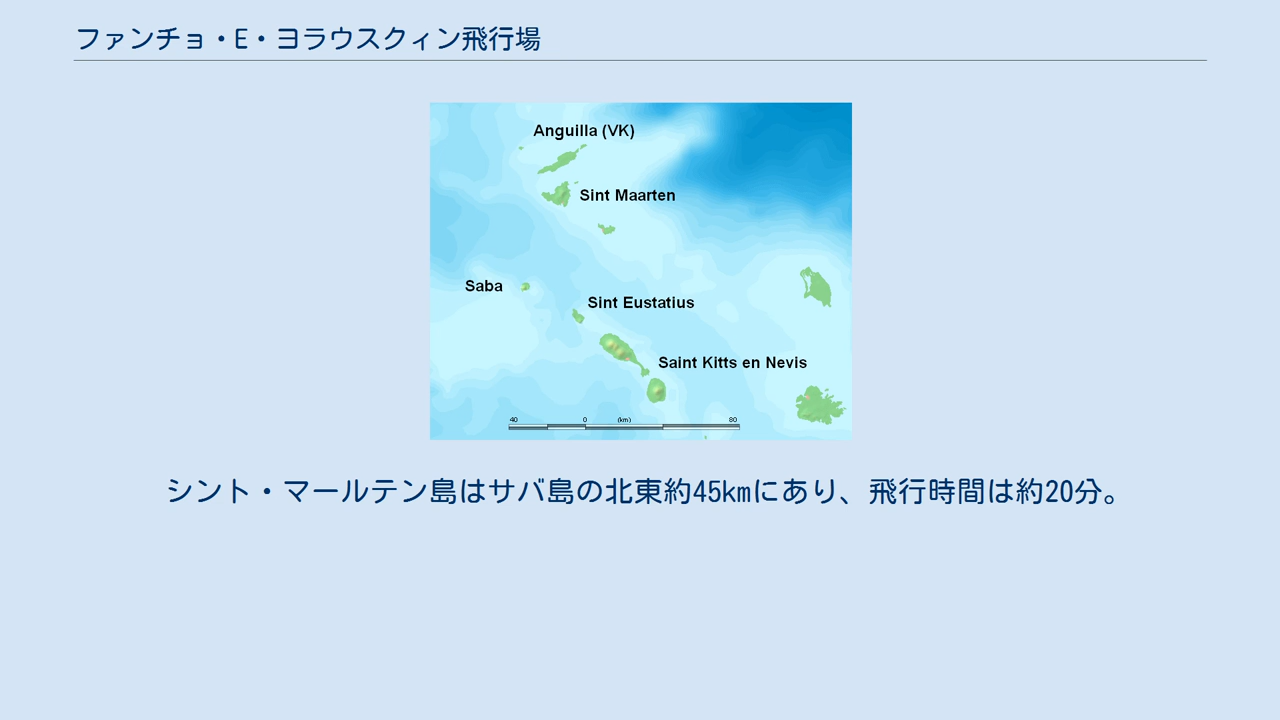 ファンチョ・E・ヨラウスクィン飛行場
Anguilla (VK)
Sint Maarten
Saba
Sint Eustatius
Saint Kitts en Nevis
40 0 (km) 80
シント・マールテン島はサバ島の北東約45kmにあり、飛行時間は約20分。